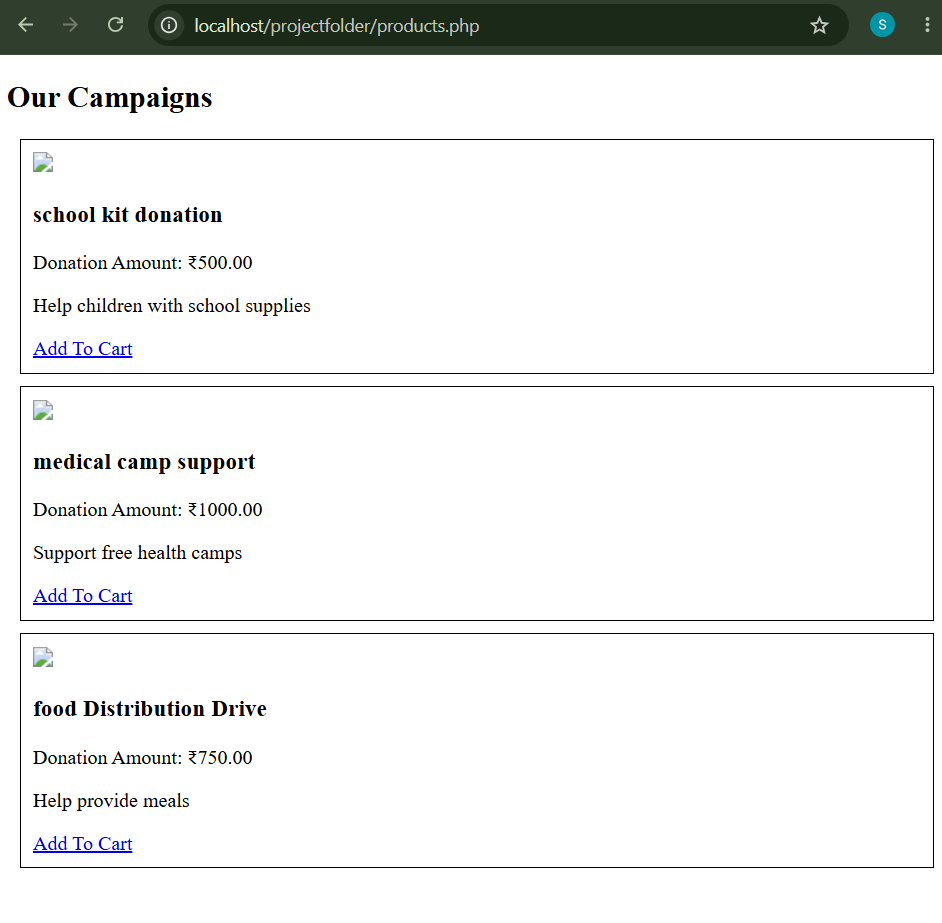 localhost/projectfolder/products.php
S
Our Campaigns
school kit donation
Donation Amount: ₹500.00
Help children with school supplies
Add To Cart
medical camp support
Donation Amount: ₹1000.00
Support free health camps
Add To Cart
food Distribution Drive
Donation Amount: ₹750.00
Help provide meals
Add To Cart